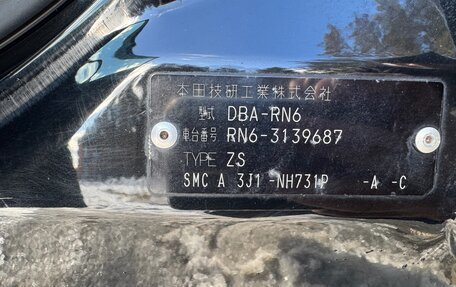 本田技研工業株式会社
型式 DBA-RN6
車台番号 RN6-3139687
TYPE ZS
SMC A 3J1 -NH731P -A -C